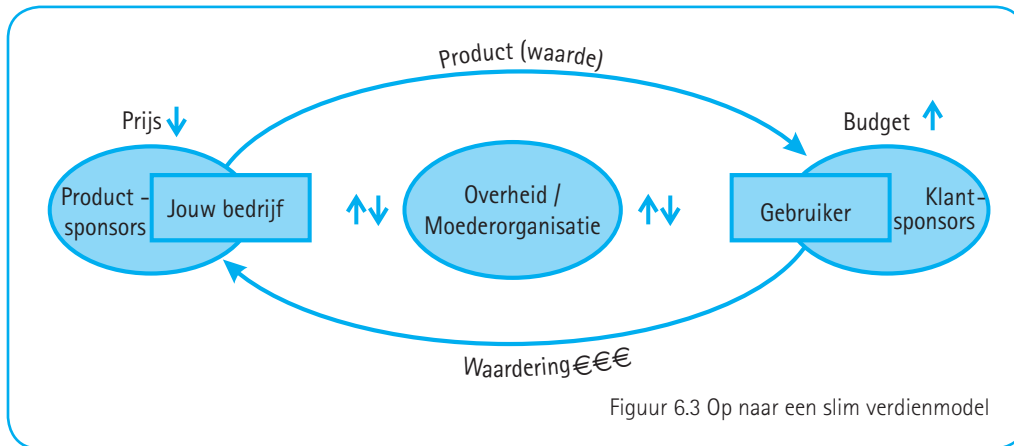 Product (waarde)
Prijs
Budget
Product -
sponsors
Jouw bedrijf
Overheid /
Moederorganisatie
Gebruiker
Klant-
sponsors
Waardering€€€
Figuur 6.3 Op naar een slim verdienmodel